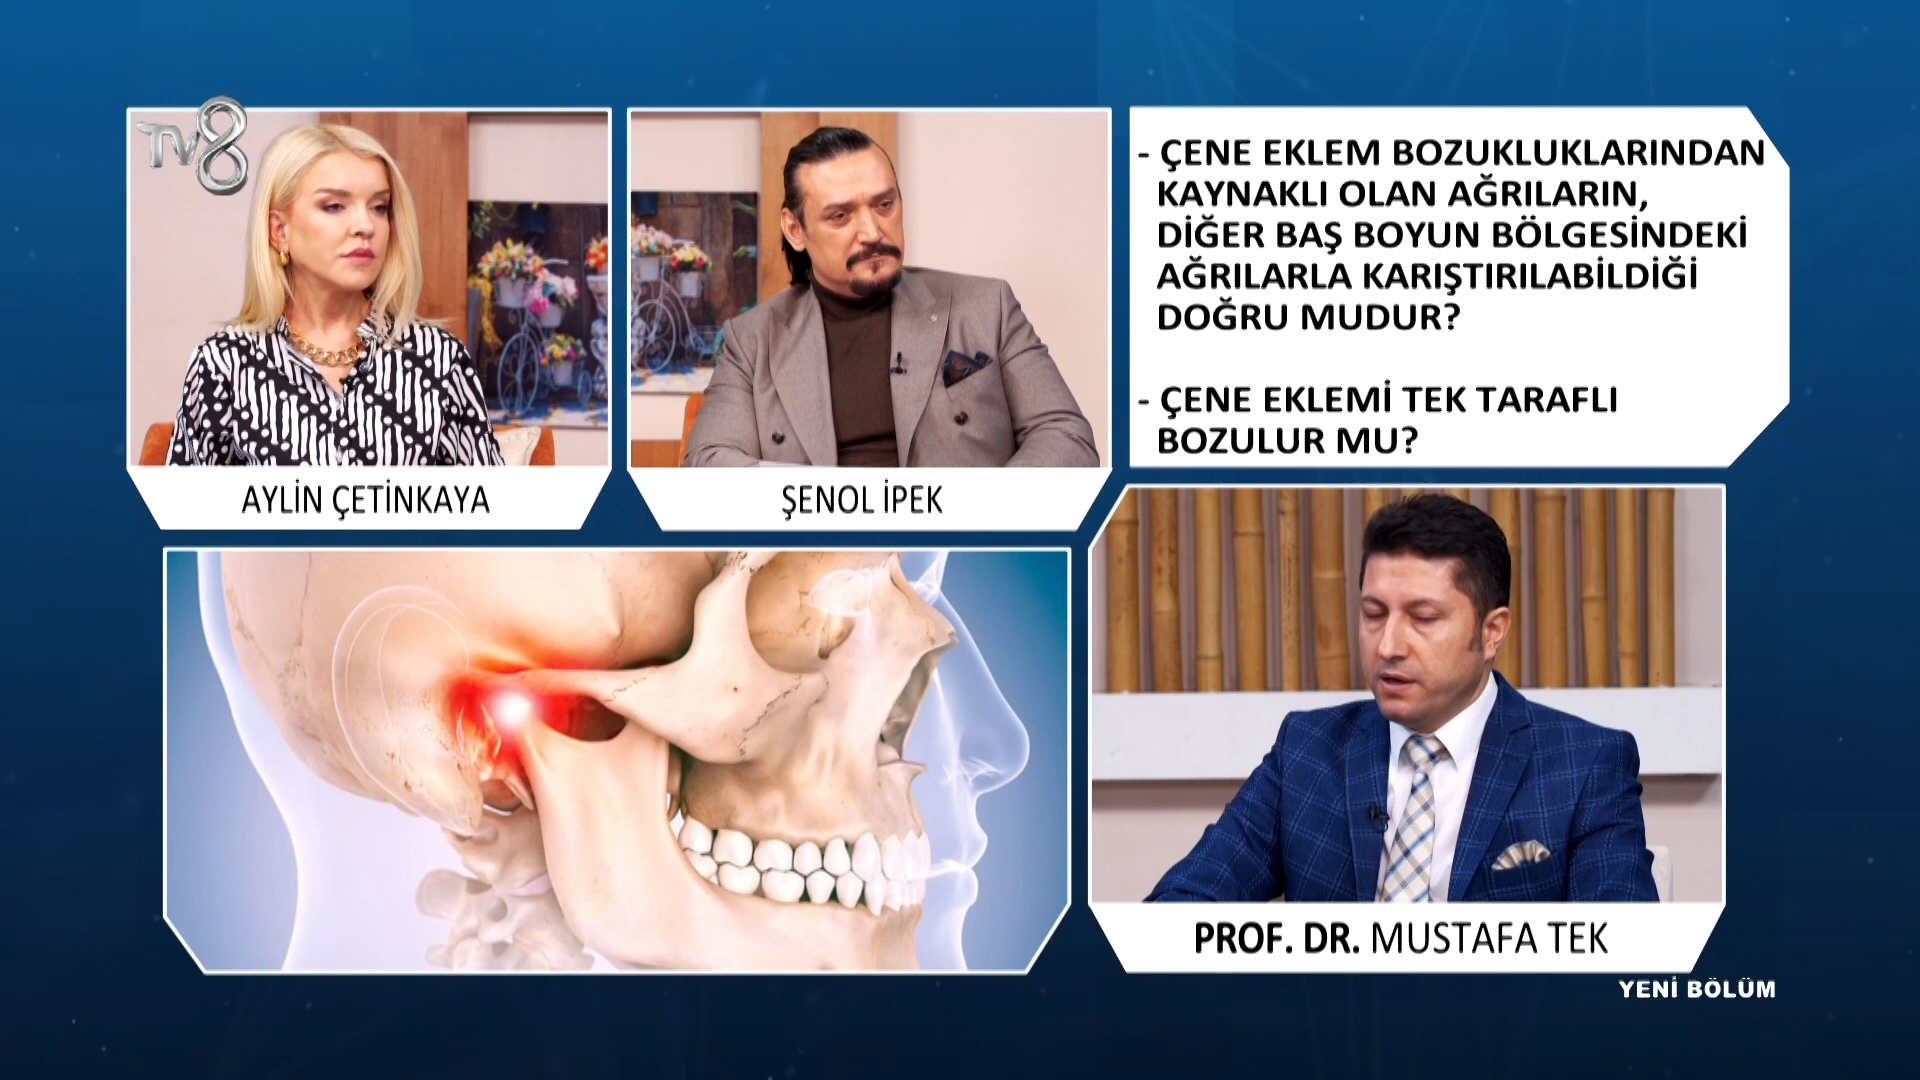 TV8
- ÇENE EKLEM BOZUKLUKLARINDAN
KAYNAKLI OLAN AĞRILARIN,
DİĞER BAŞ BOYUN BÖLGESİNDEKİ
AĞRILARLA KARIŞTIRILABİLDİĞİ
DOĞRU MUDUR?
- ÇENE EKLEMİ TEK TARAFLI
BOZULUR MU?
AYLİN ÇETİNKAYA
ŞENOL İPEK
PROF. DR. MUSTAFA TEK
YENİ BÖLÜM